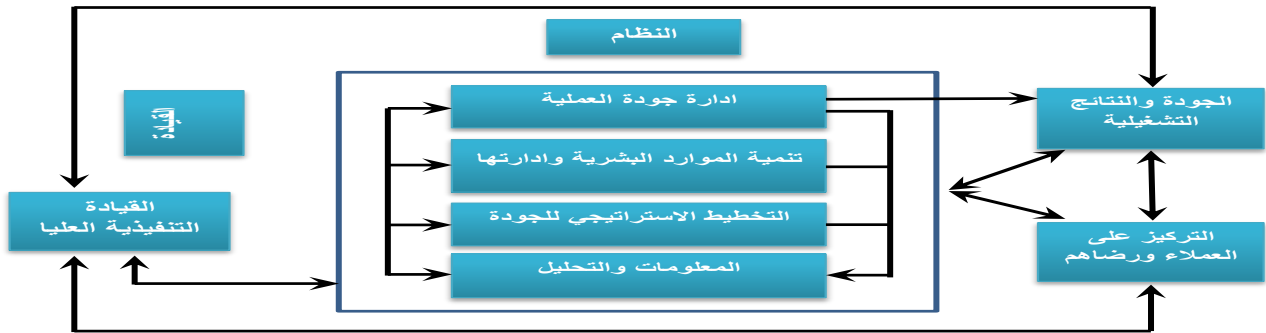 النظام
ادارة جودة العملية
الجودة والنتائج
التشغيلية
القيادة
تنمية الموارد البشرية وادارتها
القيادة
التنفيذية العليا
التخطيط الاستراتيجي للجودة
التركيز على
العملاء ورضاهم
المعلومات والتحليل